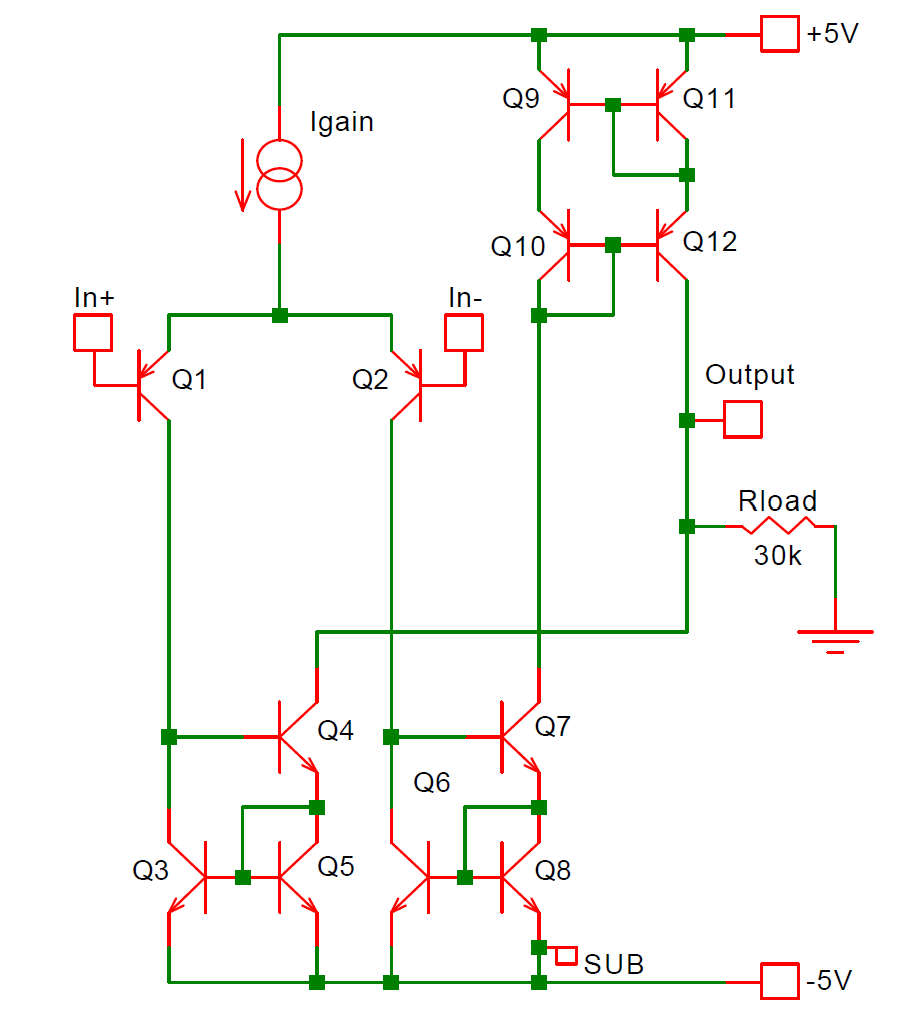 +5V
Q9
Q11
Igain
Q10
Q12
In+
In-
Q1
Q2
Output
Rload
30k
Q4
Q7
Q6
Q3
Q5
Q8
SUB
-5V